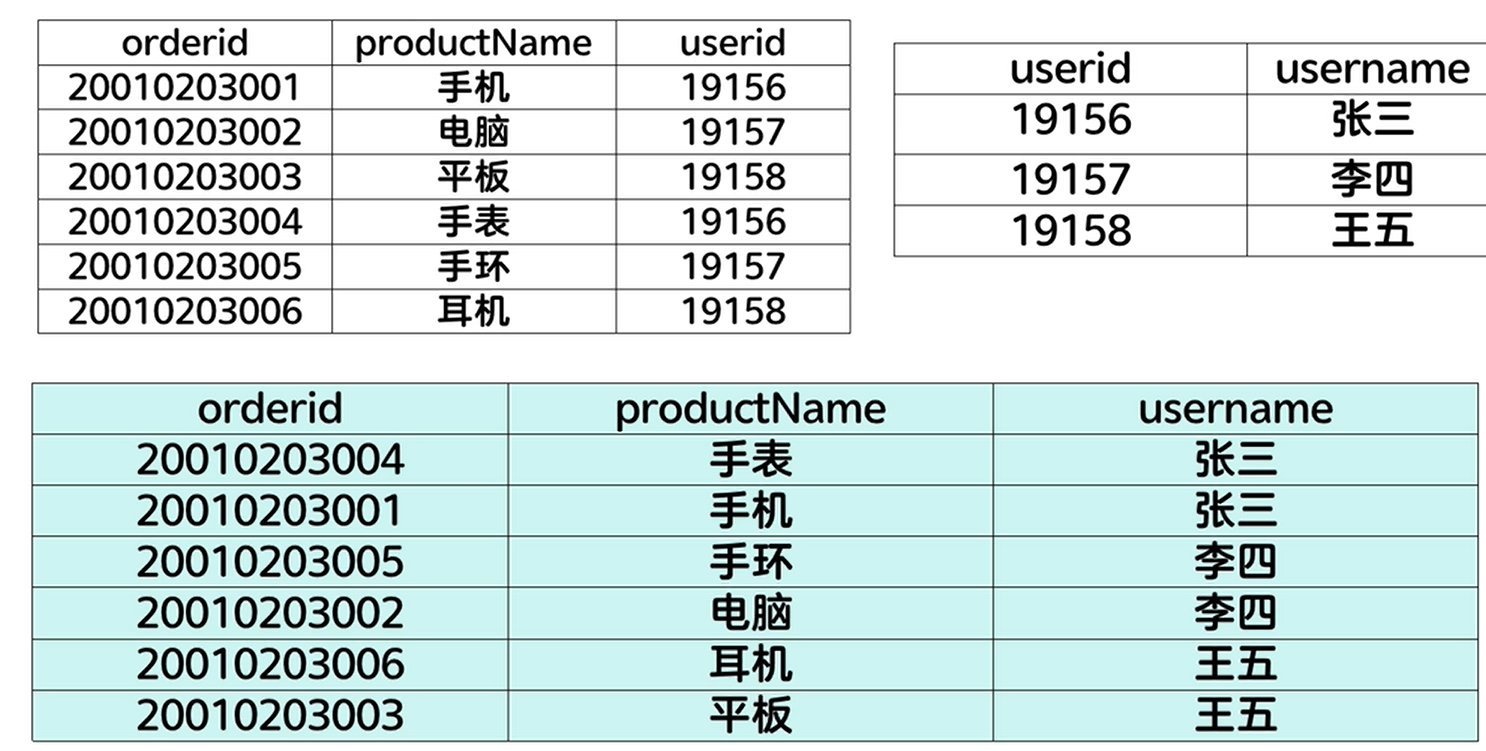 orderid productName userid
20010203001 手机 19156
20010203002 电脑 19157
20010203003 平板 19158
20010203004 手表 19156
20010203005 手环 19157
20010203006 耳机 19158
userid username
19156 张三
19157 李四
19158 王五
orderid productName username
20010203004 手表 张三
20010203001 手机 张三
20010203005 手环 李四
20010203002 电脑 李四
20010203006 耳机 王五
20010203003 平板 王五